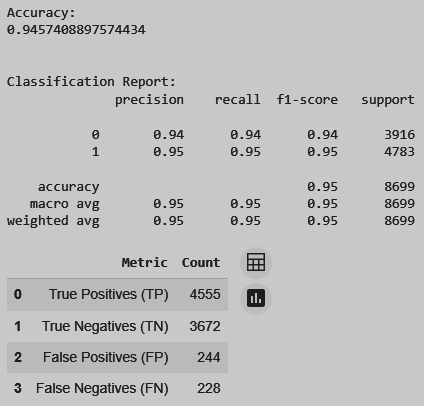 Accuracy:
0.9457408897574434
Classification Report:
precision recall f1-score support
0 0.94 0.94 0.94 3916
1 0.95 0.95 0.95 4783
accuracy 0.95 8699
macro avg 0.95 0.95 0.95 8699
weighted avg 0.95 0.95 0.95 8699
Metric Count
0 True Positives (TP) 4555
1 True Negatives (TN) 3672
2 False Positives (FP) 244
3 False Negatives (FN) 228